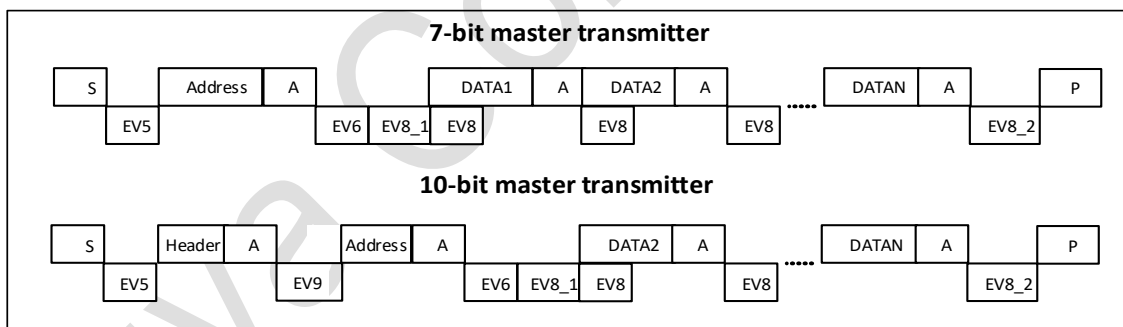 7-bit master transmitter
S Address A DATA1 A DATA2 A ..... DATAN A P
EV5 EV6 EV8_1 EV8 EV8 EV8 EV8_2
10-bit master transmitter
S Header A Address A DATA2 A ..... DATAN A P
EV5 EV9 EV6 EV8_1 EV8 EV8 EV8_2